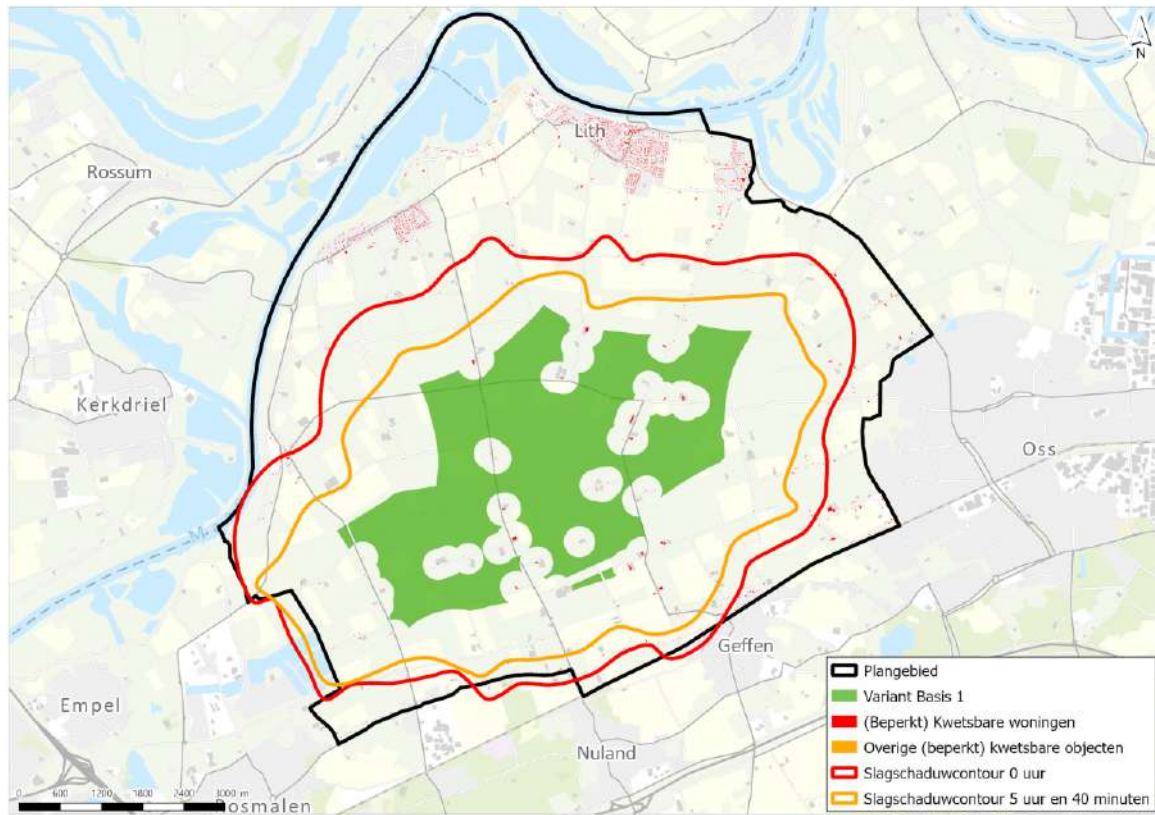 N
Lith
Rossum
Kerkdriel
Oss
M
Geffen
Empel
Nuland
Rosmalen
0 600 1200 1800 2400 3000 m
Plangebied
Variant Basis 1
(Beperkt) Kwetsbare woningen
Overige (beperkt) kwetsbare objecten
Slagschaduwcontour 0 uur
Slagschaduwcontour 5 uur en 40 minuten